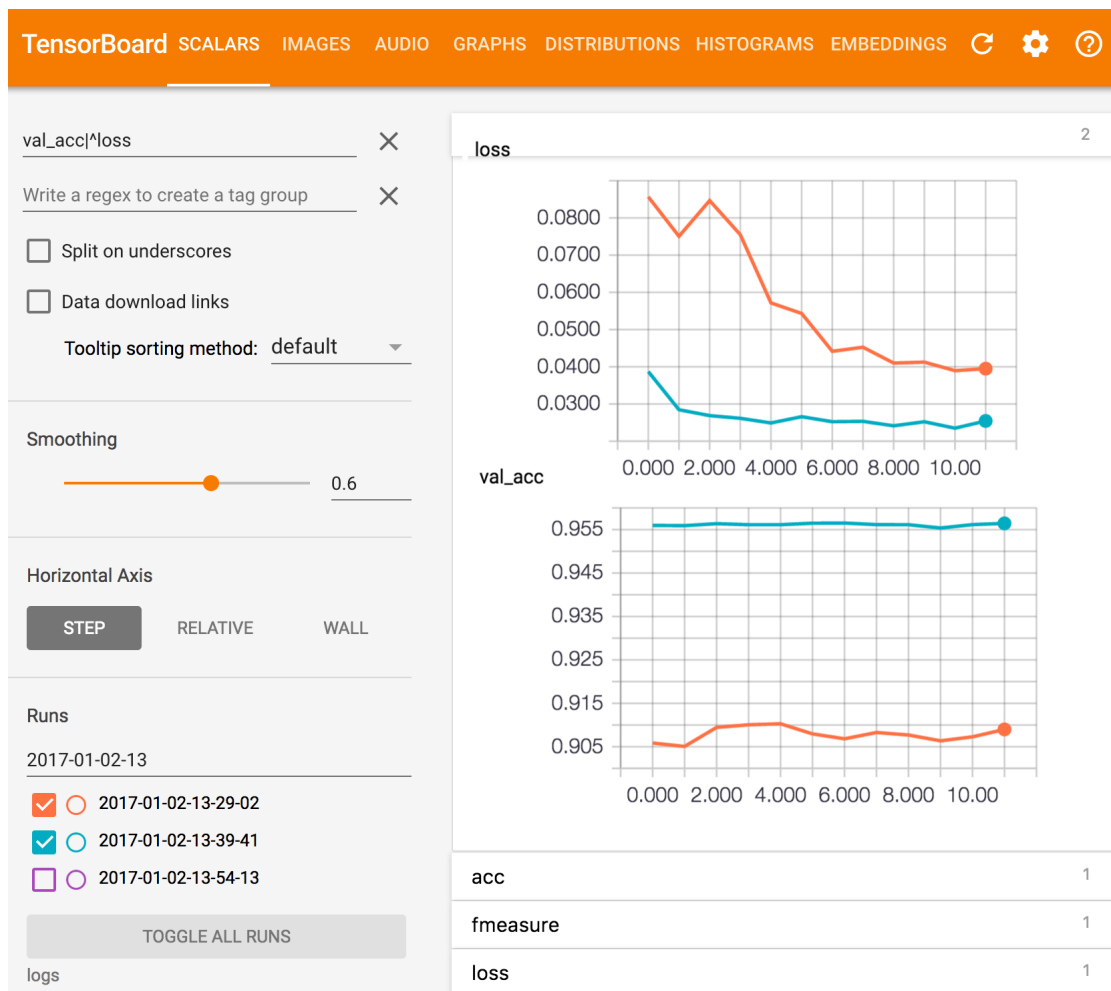 TensorBoard SCALARS IMAGES AUDIO GRAPHS DISTRIBUTIONS HISTOGRAMS EMBEDDINGS
val_acc|^loss
Write a regex to create a tag group
Split on underscores
Data download links
Tooltip sorting method: default
Smoothing
0.6
Horizontal Axis
STEP RELATIVE WALL
Runs
2017-01-02-13
2017-01-02-13-29-02
2017-01-02-13-39-41
2017-01-02-13-54-13
TOGGLE ALL RUNS
logs
loss 2
0.0800
0.0700
0.0600
0.0500
0.0400
0.0300
0.000 2.000 4.000 6.000 8.000 10.00
val_acc
0.955
0.945
0.935
0.925
0.915
0.905
0.000 2.000 4.000 6.000 8.000 10.00
acc 1
fmeasure 1
loss 1